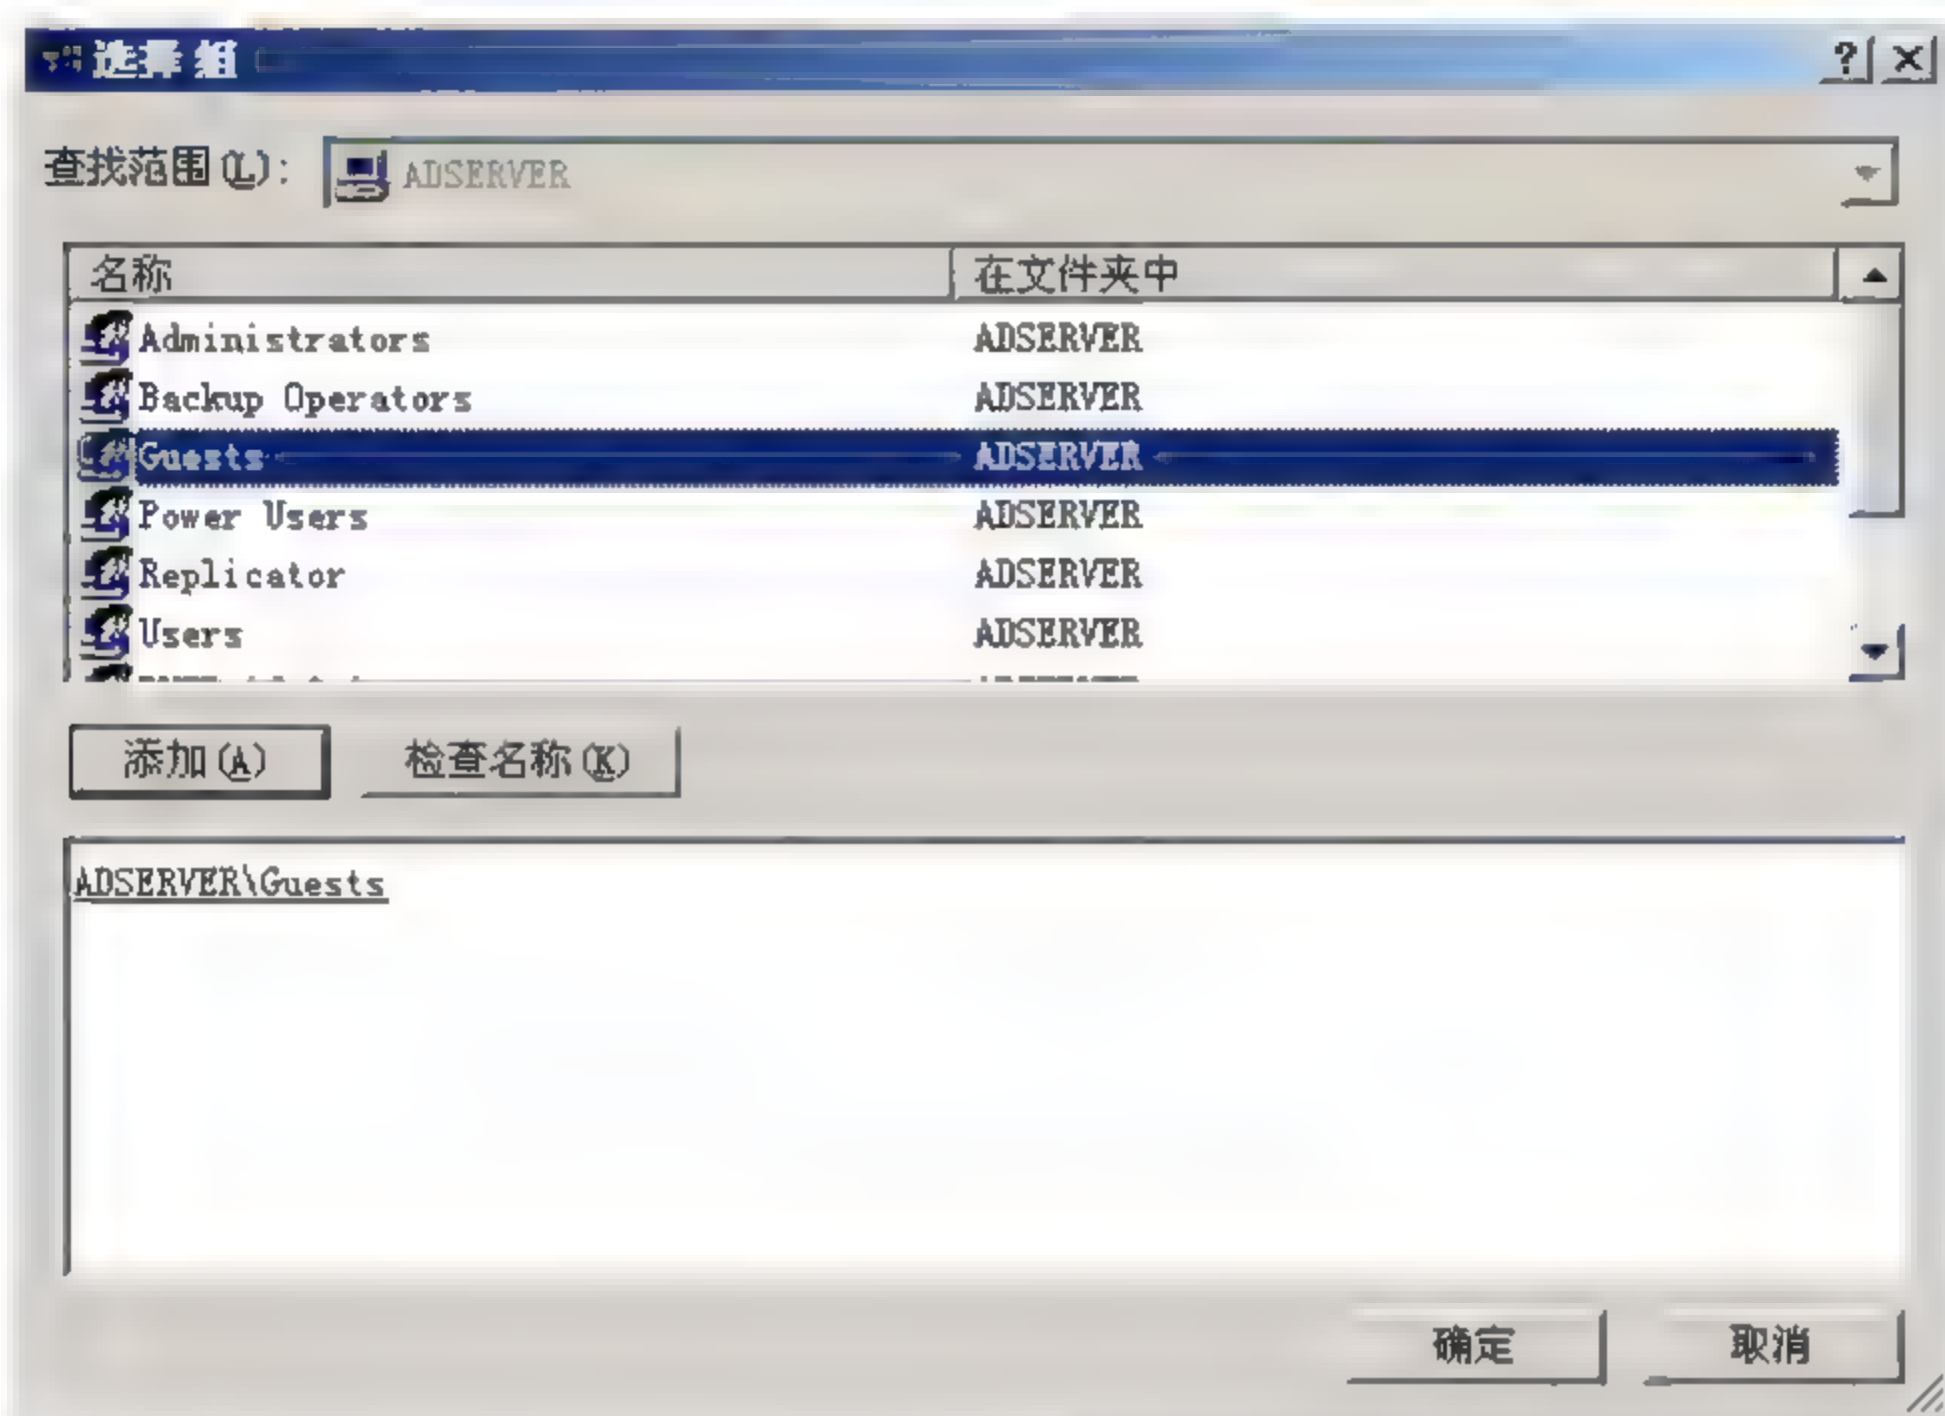 选择 组
查找范围(L): ADSERVER
名称 在文件夹中
Administrators ADSERVER
Backup Operators ADSERVER
Guests ADSERVER
Power Users ADSERVER
Replicator ADSERVER
Users ADSERVER
添加(A) 检查名称(K)
ADSERVER\Guests
确定 取消